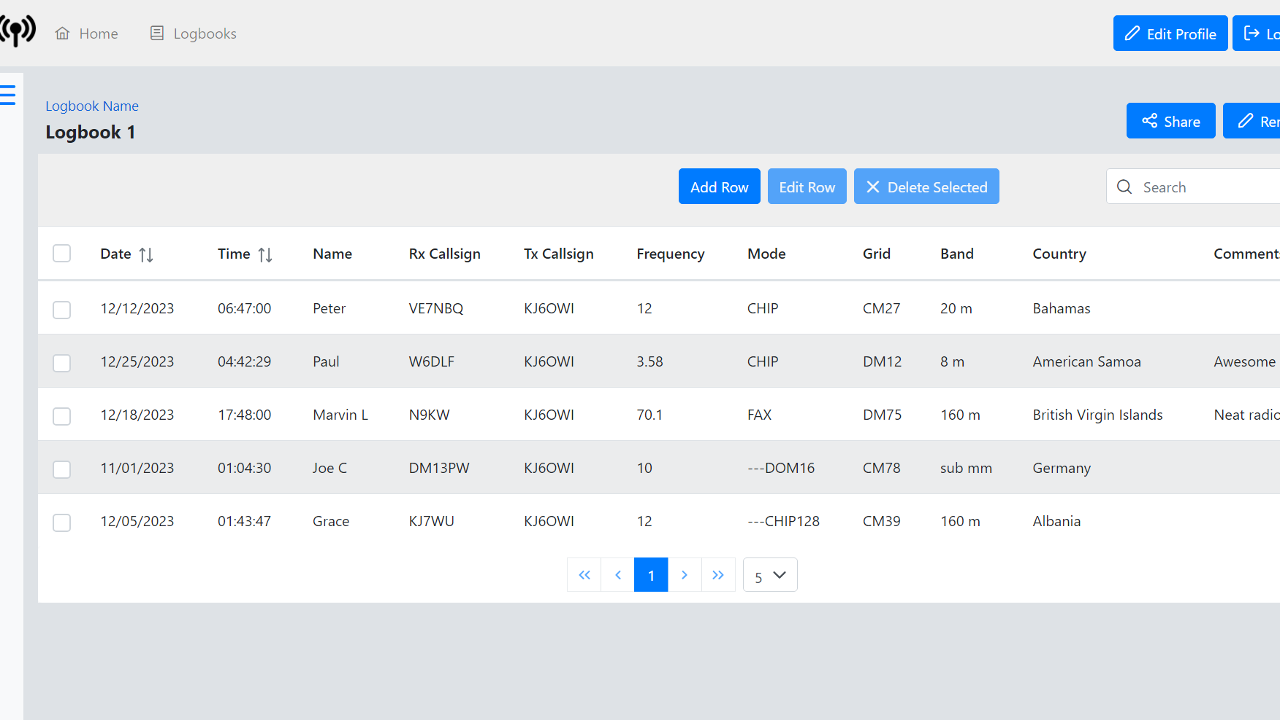 Home Logbooks Edit Profile
Logbook Name
Logbook 1 Share
Add Row Edit Row Delete Selected Search
Date Time Name Rx Callsign Tx Callsign Frequency Mode Grid Band Country Comment
12/12/2023 06:47:00 Peter VE7NBQ KJ6OWI 12 CHIP CM27 20 m Bahamas
12/25/2023 04:42:29 Paul W6DLF KJ6OWI 3.58 CHIP DM12 8 m American Samoa Awesome
12/18/2023 17:48:00 Marvin L N9KW KJ6OWI 70.1 FAX DM75 160 m British Virgin Islands Neat radio
11/01/2023 01:04:30 Joe C DM13PW KJ6OWI 10 ---DOM16 CM78 sub mm Germany
12/05/2023 01:43:47 Grace KJ7WU KJ6OWI 12 ---CHIP128 CM39 160 m Albania
1 5